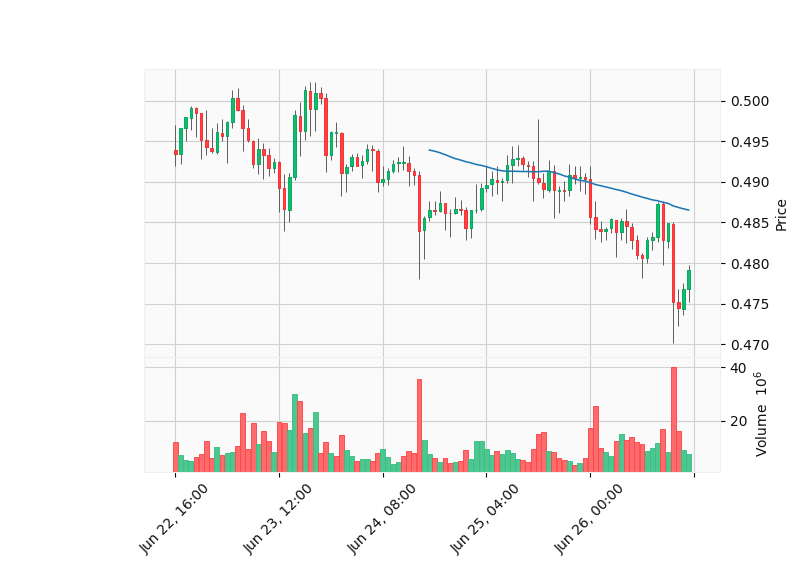 0.500
0.495
0.490
0.485
0.480
0.475
0.470
Price
40
20
Volume 10^6
Jun 22, 16:00
Jun 23, 12:00
Jun 24, 08:00
Jun 25, 04:00
Jun 26, 00:00